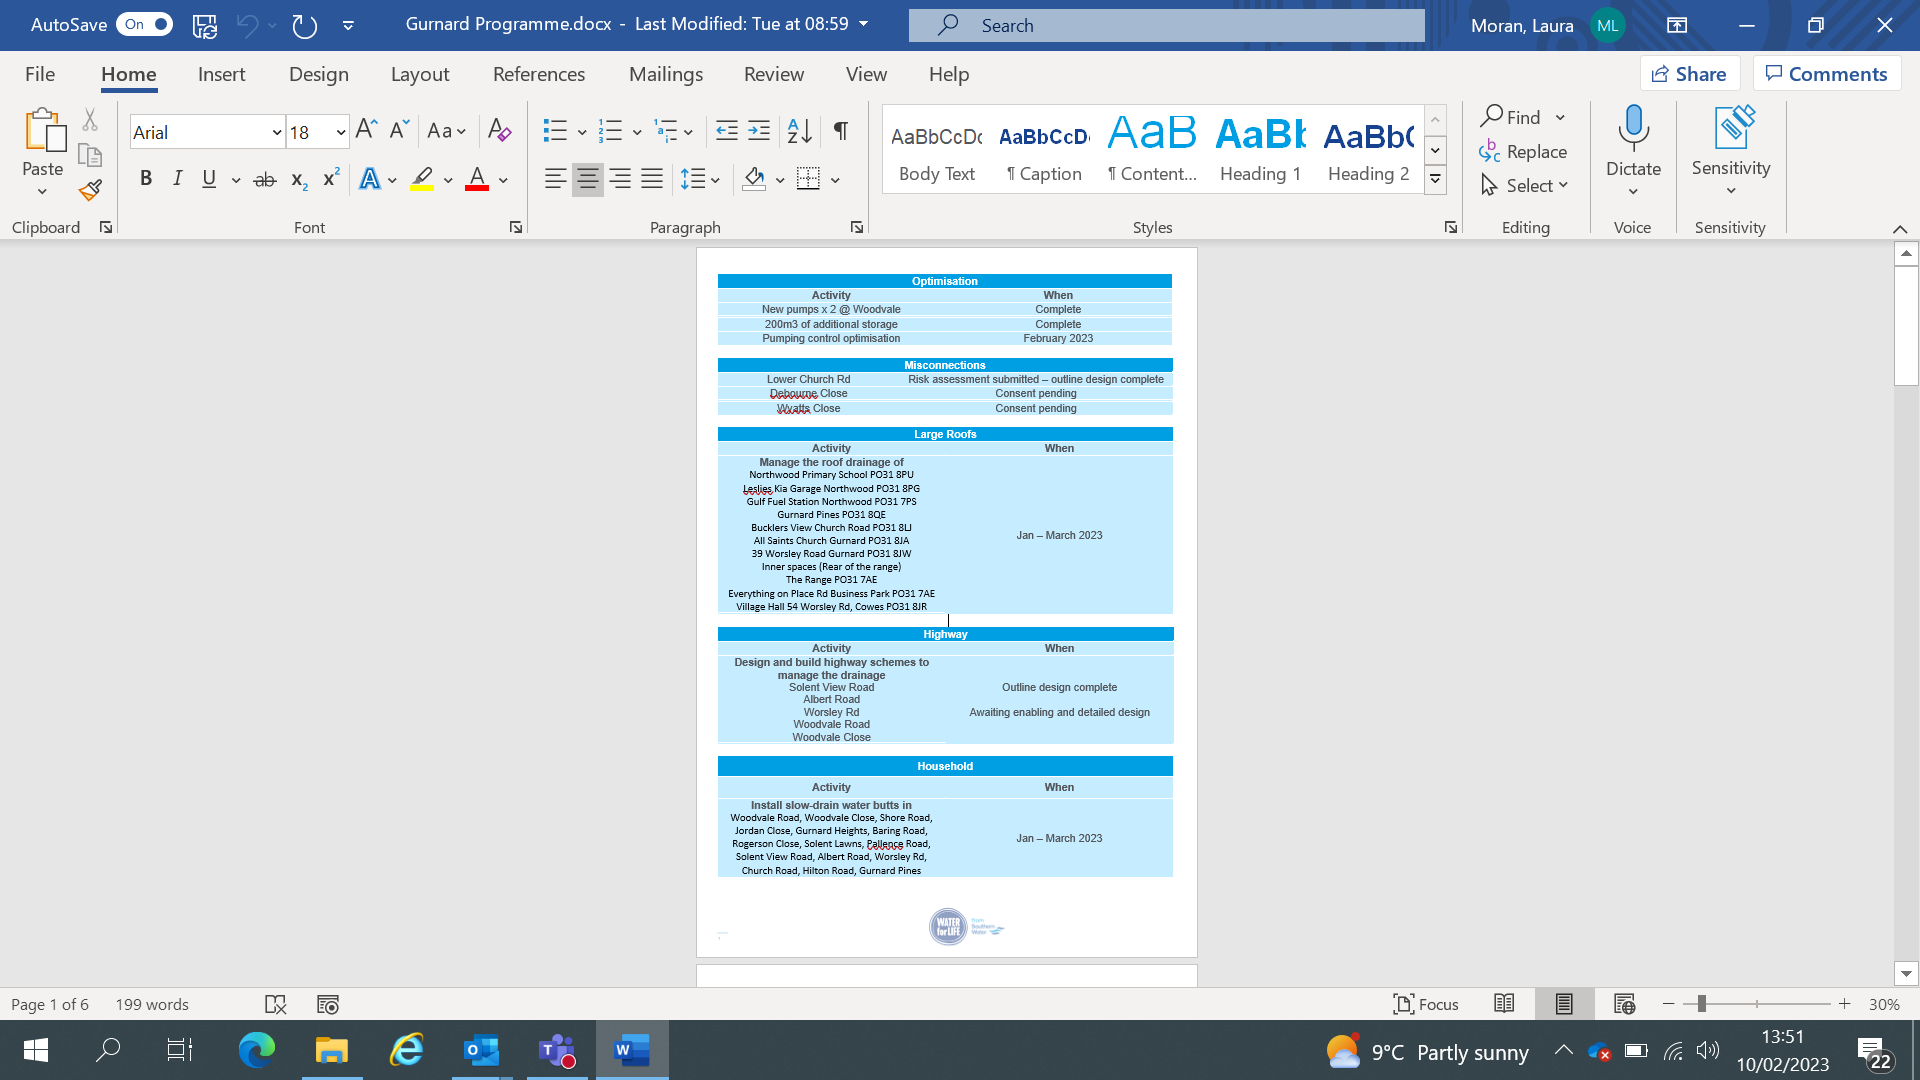 AutoSave On Gurnard Programme.docx - Last Modified: Tue at 08:59 Search Moran, Laura ML
File Home Insert Design Layout References Mailings Review View Help Share Comments
Paste
Clipboard
Arial 18
Font
Paragraph
AaBbCcDc AaBbCcD AaB AaBb AaBbC
Body Text ¶ Caption ¶ Content... Heading 1 Heading 2
Styles
Find
Replace
Select
Editing
Dictate
Voice
Sensitivity
Sensitivity
Optimisation
Activity When
New pumps x 2 @ Woodvale Complete
200m3 of additional storage Complete
Pumping control optimisation February 2023
Misconnections
Lower Church Rd Risk assessment submitted – outline design complete
Debourne Close Consent pending
Wyatts Close Consent pending
Large Roofs
Activity When
Manage the roof drainage of
Northwood Primary School PO31 8PU
Leslies Kia Garage Northwood PO31 8PG
Gulf Fuel Station Northwood PO31 7PS
Gurnard Pines PO31 8QE
Bucklers View Church Road PO31 8LJ
All Saints Church Gurnard PO31 8JA
39 Worsley Road Gurnard PO31 8JW
Inner spaces (Rear of the range)
The Range PO31 7AE
Everything on Place Rd Business Park PO31 7AE
Village Hall 54 Worsley Rd, Cowes PO31 8JR
Jan – March 2023
Highway
Activity When
Design and build highway schemes to
manage the drainage
Solent View Road Outline design complete
Albert Road
Worsley Rd Awaiting enabling and detailed design
Woodvale Road
Woodvale Close
Household
Activity When
Install slow-drain water butts in
Woodvale Road, Woodvale Close, Shore Road,
Jordan Close, Gurnard Heights, Baring Road,
Rogerson Close, Solent Lawns, Pallence Road,
Solent View Road, Albert Road, Worsley Rd,
Church Road, Hilton Road, Gurnard Pines
Jan – March 2023
WATER
for LIFE
from
Southern
Water
Page 1 of 6 199 words Focus 30%
9°C Partly sunny
13:51
10/02/2023
22